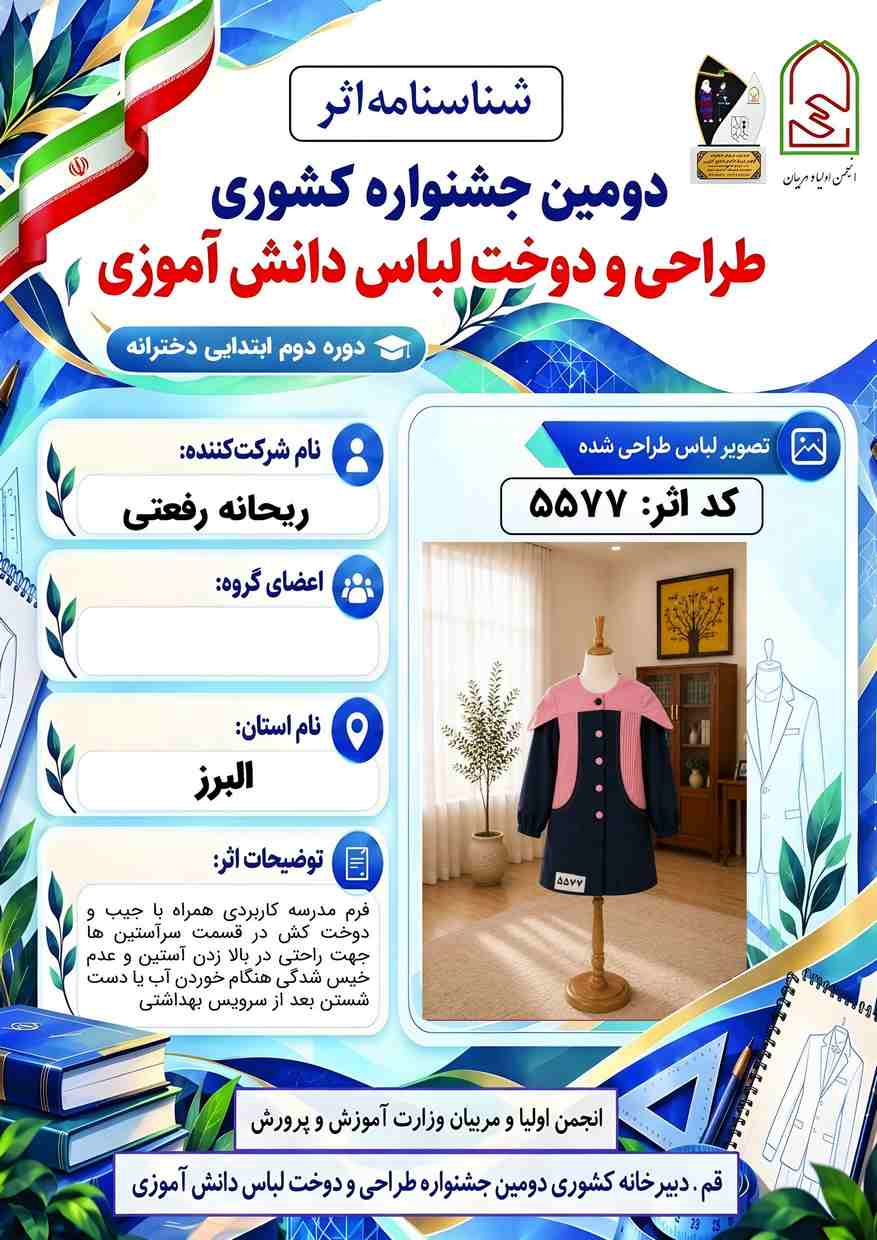 شناسنامه اثر
انجمن اولیا و مربیان
دومین جشنواره کشوری
طراحی و دوخت لباس دانش آموزی
دوره دوم ابتدایی دخترانه
نام شرکت‌کننده:
ریحانه رفعتی
اعضای گروه:
نام استان:
البرز
توضیحات اثر:
فرم مدرسه کاربردی همراه با جیب و
دوخت کش در قسمت سرآستین ها
جهت راحتی در بالا زدن آستین و عدم
خیس شدگی هنگام خوردن آب یا دست
شستن بعد از سرویس بهداشتی
تصویر لباس طراحی شده
کد اثر: ۵۵۷۷
۵۵۷۷
انجمن اولیا و مربیان وزارت آموزش و پرورش
قم . دبیرخانه کشوری دومین جشنواره طراحی و دوخت لباس دانش آموزی